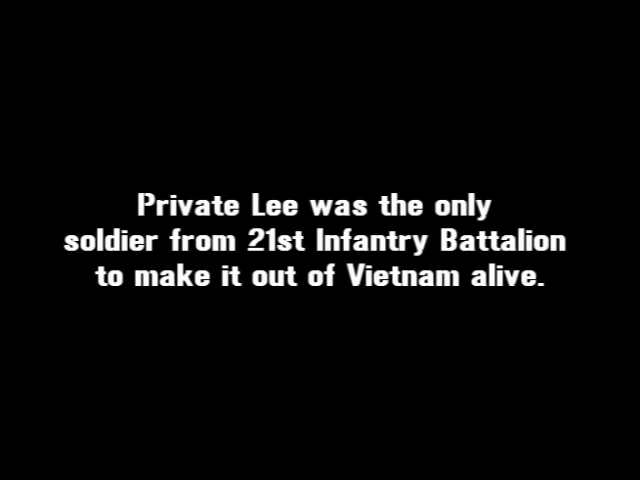 Private Lee was the only
soldier from 21st Infantry Battalion
to make it out of Vietnam alive.